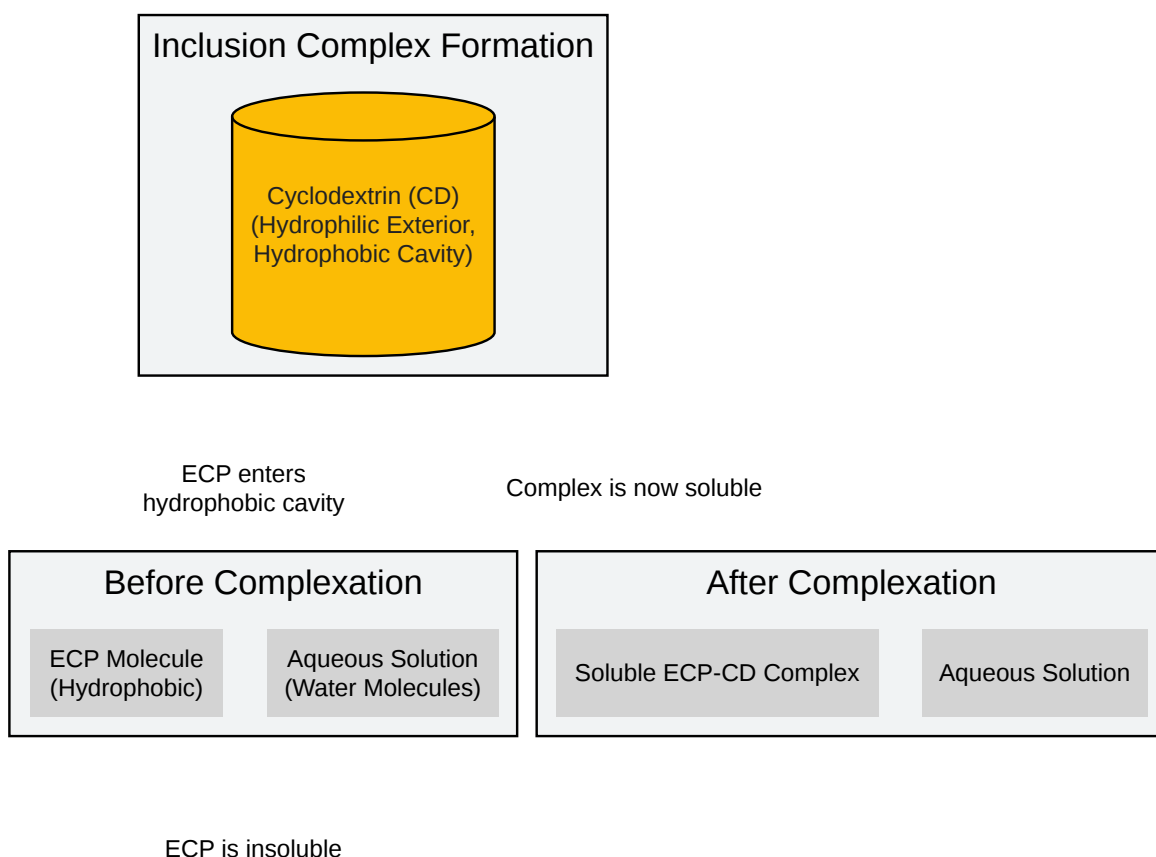 Inclusion Complex Formation
Cyclodextrin (CD)
(Hydrophilic Exterior,
Hydrophobic Cavity)
ECP enters
hydrophobic cavity
Complex is now soluble
Before Complexation
ECP Molecule
(Hydrophobic)
Aqueous Solution
(Water Molecules)
After Complexation
Soluble ECP-CD Complex
Aqueous Solution
ECP is insoluble